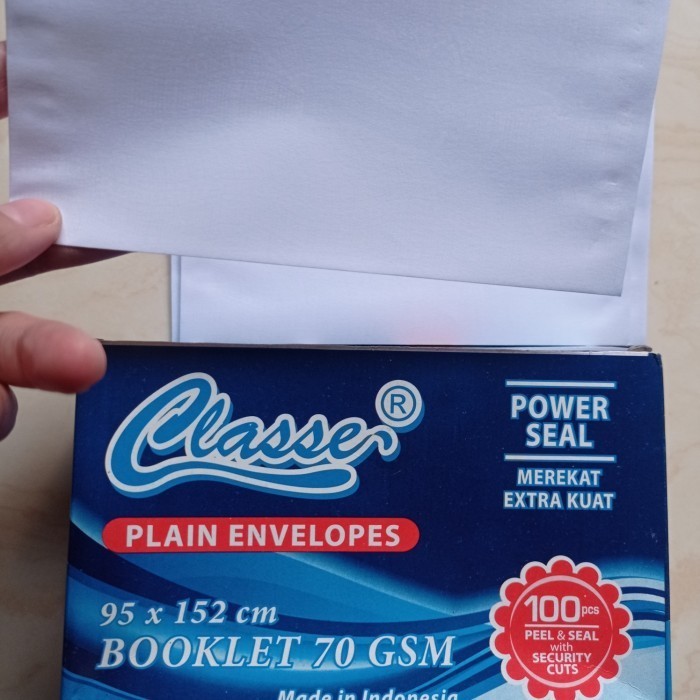 Classer®
PLAIN ENVELOPES
95 x 152 cm
BOOKLET 70 GSM
Made in Indonesia
POWER
SEAL
MEREKAT
EXTRA KUAT
100 pcs
PEEL & SEAL
with
SECURITY
CUTS